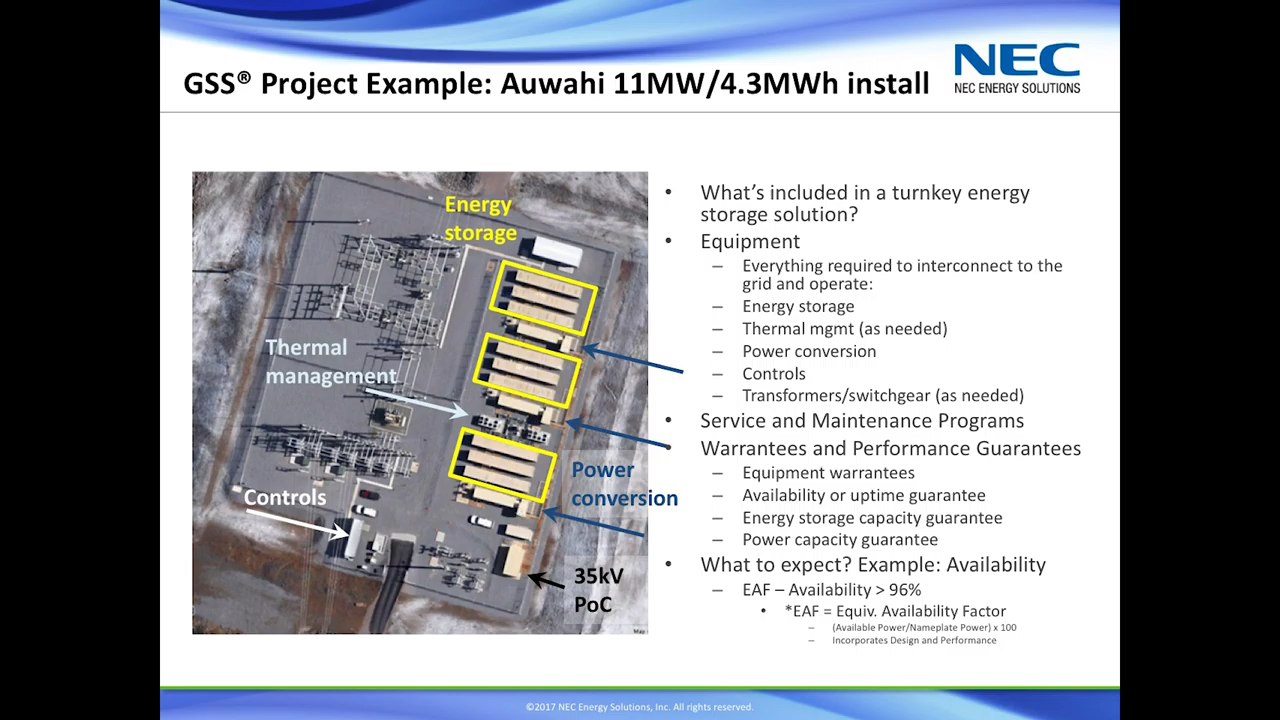 GSS® Project Example: Auwahi 11MW/4.3MWh install
NEC
NEC ENERGY SOLUTIONS
Energy
storage
Thermal
management
Controls
Power
conversion
35kV
PoC
• What’s included in a turnkey energy
storage solution?
• Equipment
– Everything required to interconnect to the
grid and operate:
– Energy storage
– Thermal mgmt (as needed)
– Power conversion
– Controls
– Transformers/switchgear (as needed)
• Service and Maintenance Programs
• Warrantees and Performance Guarantees
– Equipment warrantees
– Availability or uptime guarantee
– Energy storage capacity guarantee
– Power capacity guarantee
• What to expect? Example: Availability
– EAF – Availability > 96%
• *EAF = Equiv. Availability Factor
– (Available Power/Nameplate Power) x 100
– Incorporates Design and Performance
©2017 NEC Energy Solutions, Inc. All rights reserved.